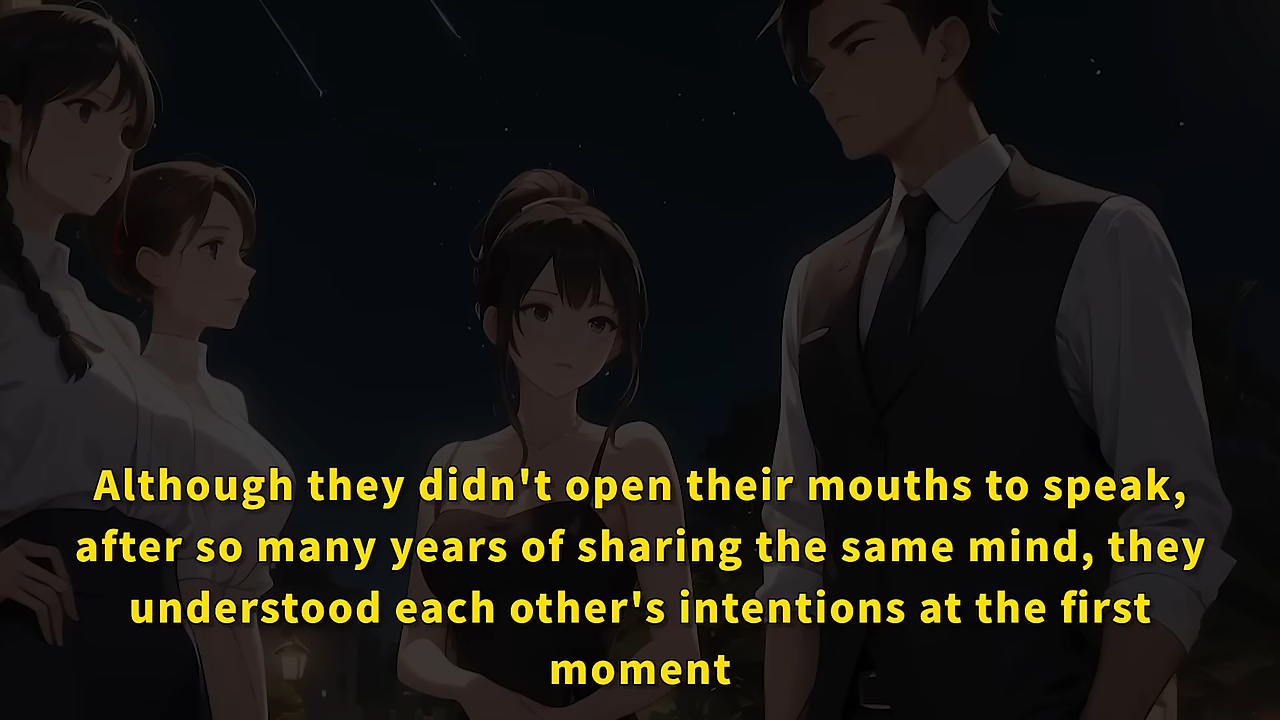 Although they didn't open their mouths to speak,
after so many years of sharing the same mind, they
understood each other's intentions at the first
moment